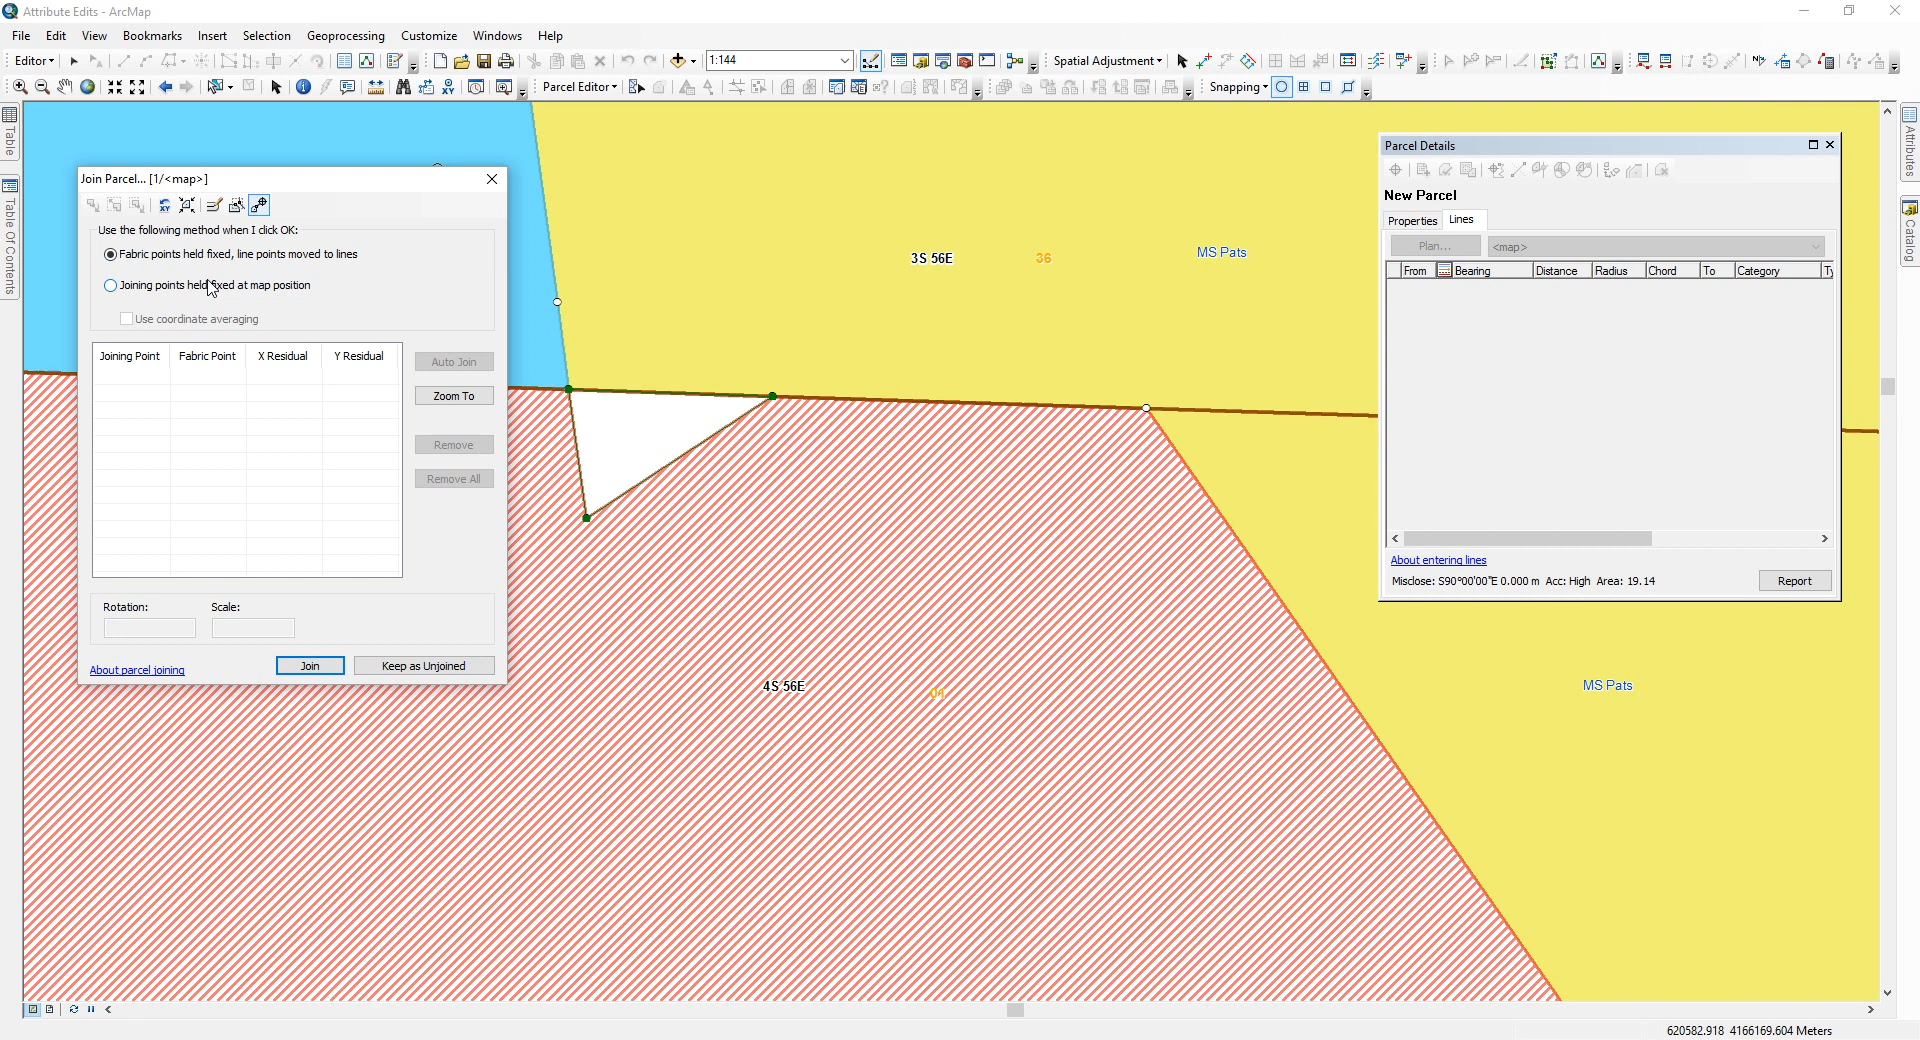 Attribute Edits - ArcMap
File Edit View Bookmarks Insert Selection Geoprocessing Customize Windows Help
Editor 1:144 Spatial Adjustment
Parcel Editor Snapping
Table
Table Of Contents
Attributes
Catalog
Join Parcel... [1/<map>]
Use the following method when I click OK:
Fabric points held fixed, line points moved to lines
Joining points held fixed at map position
Use coordinate averaging
Joining Point Fabric Point X Residual Y Residual
Auto Join
Zoom To
Remove
Remove All
Rotation: Scale:
About parcel joining Join Keep as Unjoined
3S 56E 36 MS Pats
4S 56E 01 MS Pats
Parcel Details
New Parcel
Properties Lines
Plan... <map>
From Bearing Distance Radius Chord To Category Ty
About entering lines
Misclose: S90°00'00"E 0.000 m Acc: High Area: 19.14 Report
620582.918 4166169.604 Meters